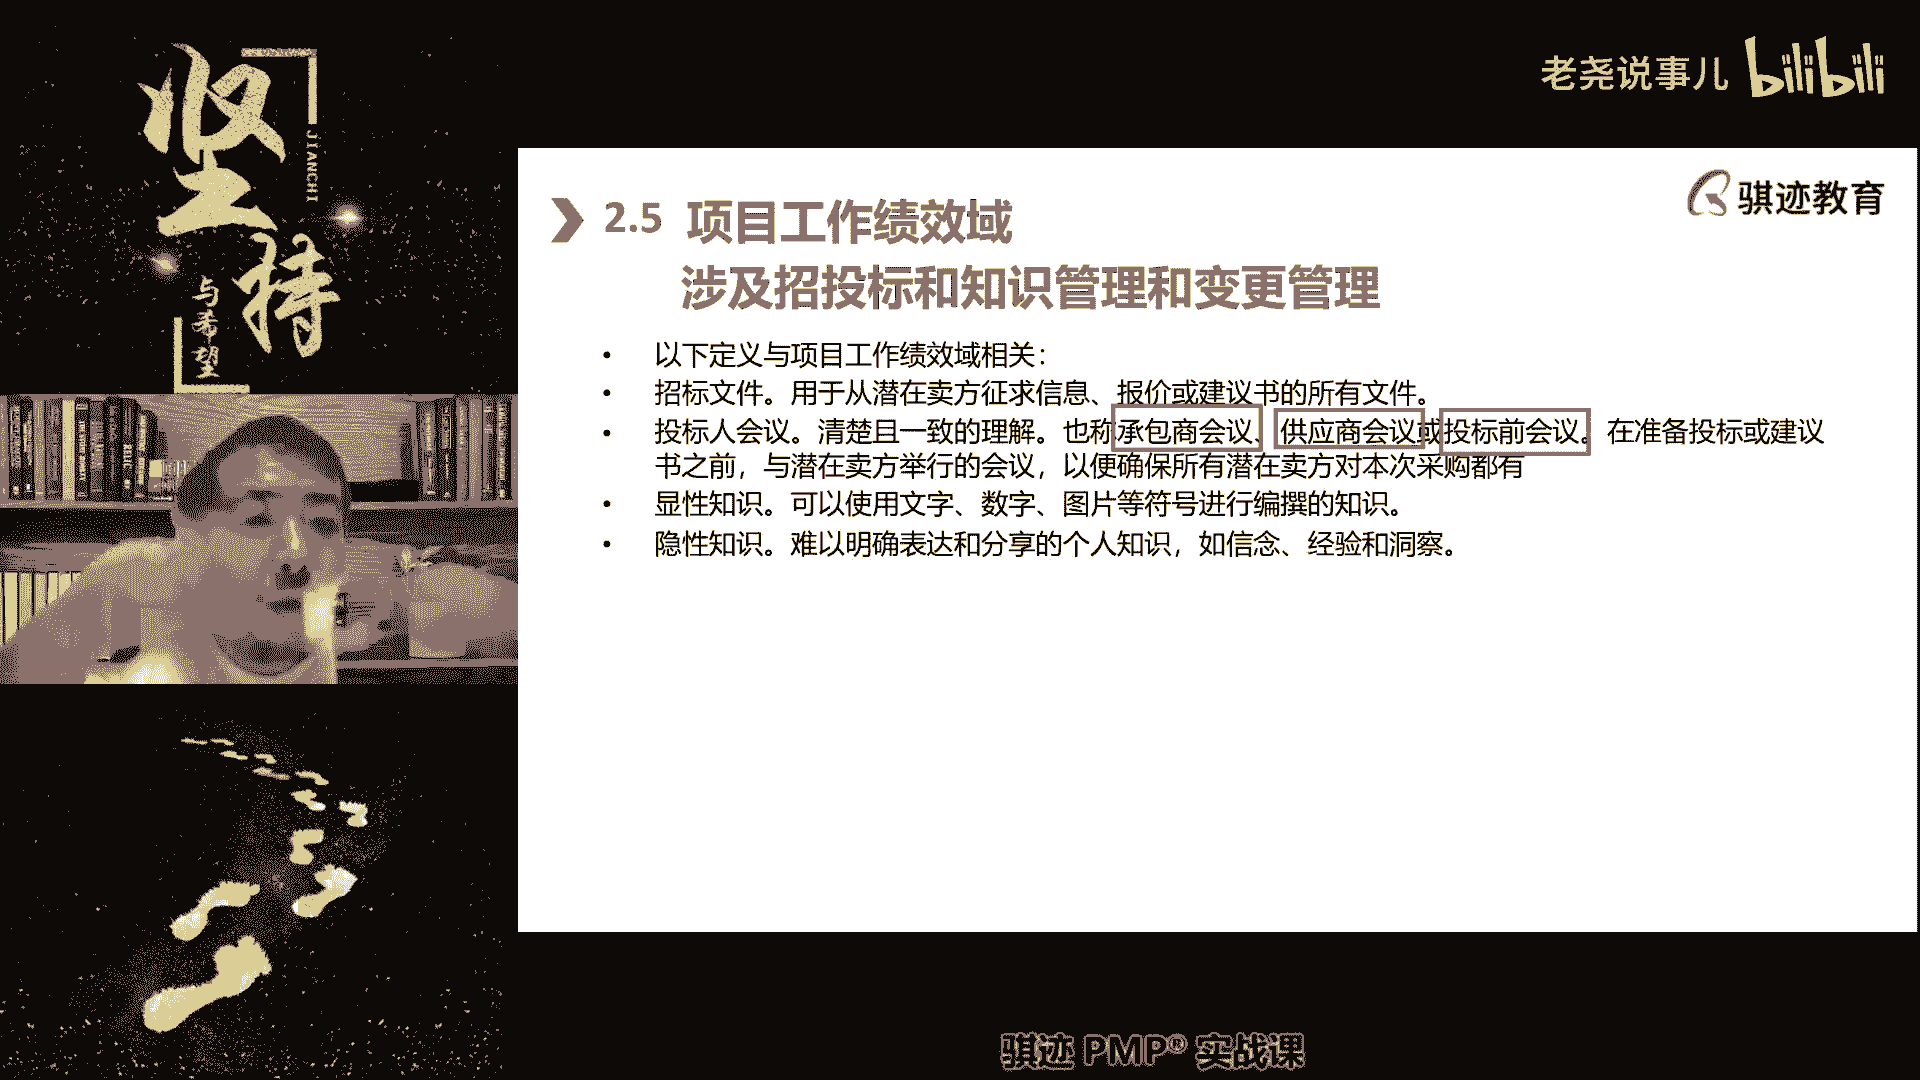 坚持
JIANCHI
与希望
老尧说事儿 bilibili
骐迹教育
2.5 项目工作绩效域
涉及招投标和知识管理和变更管理
• 以下定义与项目工作绩效域相关：
• 招标文件。用于从潜在卖方征求信息、报价或建议书的所有文件。
• 投标人会议。清楚且一致的理解。也称承包商会议、供应商会议或投标前会议。在准备投标或建议
书之前，与潜在卖方举行的会议，以便确保所有潜在卖方对本次采购都有
• 显性知识。可以使用文字、数字、图片等符号进行编撰的知识。
• 隐性知识。难以明确表达和分享的个人知识，如信念、经验和洞察。
骐迹 PMP® 实战课